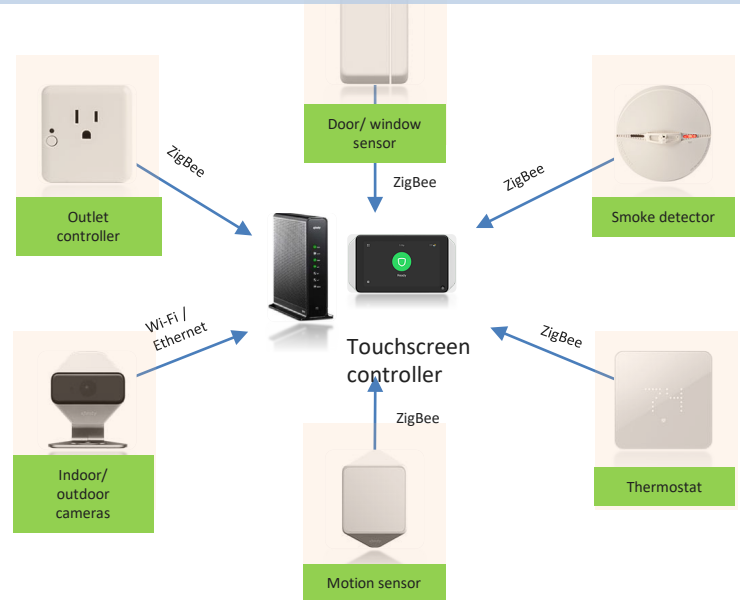 Door/ window
sensor
ZigBee
ZigBee
ZigBee
Outlet
controller
Smoke detector
Wi-Fi /
Ethernet
ZigBee
Touchscreen
controller
ZigBee
Indoor/
outdoor
cameras
Thermostat
Motion sensor